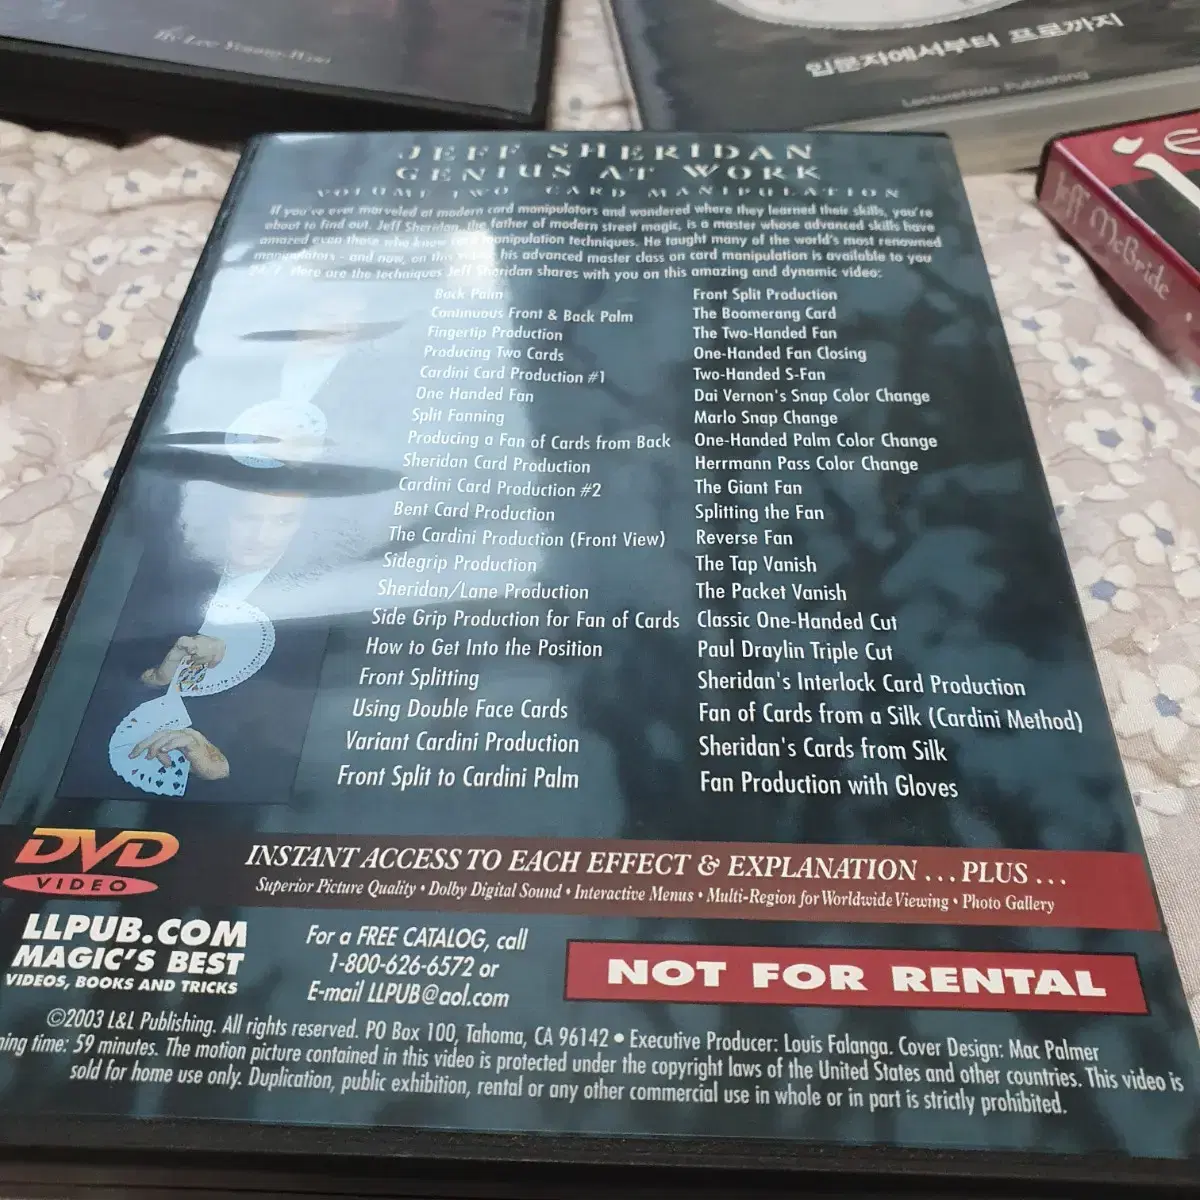 By Lee Young-Woo
입문자에서부터 프로까지
LectureNote Publishing
Jeff McBride
JEFF SHERIDAN
GENIUS AT WORK
VOLUME TWO CARD MANIPULATION
If you've ever marveled at modern card manipulators and wondered where they learned their skills, you're
about to find out. Jeff Sheridan, the father of modern street magic, is a master whose advanced skills have
amazed even those who know card manipulation techniques. He taught many of the world's most renowned
manipulators - and now, on this video, his advanced master class on card manipulation is available to you
24/7. Here are the techniques Jeff Sheridan shares with you on this amazing and dynamic video:
Back Palm
Continuous Front & Back Palm
Fingertip Production
Producing Two Cards
Cardini Card Production #1
One Handed Fan
Split Fanning
Producing a Fan of Cards from Back
Sheridan Card Production
Cardini Card Production #2
Bent Card Production
The Cardini Production (Front View)
Sidegrip Production
Sheridan/Lane Production
Side Grip Production for Fan of Cards
How to Get Into the Position
Front Splitting
Using Double Face Cards
Variant Cardini Production
Front Split to Cardini Palm
Front Split Production
The Boomerang Card
The Two-Handed Fan
One-Handed Fan Closing
Two-Handed S-Fan
Dai Vernon's Snap Color Change
Marlo Snap Change
One-Handed Palm Color Change
Herrmann Pass Color Change
The Giant Fan
Splitting the Fan
Reverse Fan
The Tap Vanish
The Packet Vanish
Classic One-Handed Cut
Paul Draylin Triple Cut
Sheridan's Interlock Card Production
Fan of Cards from a Silk (Cardini Method)
Sheridan's Cards from Silk
Fan Production with Gloves
DVD
VIDEO
INSTANT ACCESS TO EACH EFFECT & EXPLANATION ... PLUS ...
Superior Picture Quality • Dolby Digital Sound • Interactive Menus • Multi-Region for Worldwide Viewing • Photo Gallery
LLPUB.COM
MAGIC'S BEST
VIDEOS, BOOKS AND TRICKS
For a FREE CATALOG, call
1-800-626-6572 or
E-mail LLPUB@aol.com
NOT FOR RENTAL
©2003 L&L Publishing. All rights reserved. PO Box 100, Tahoma, CA 96142 • Executive Producer: Louis Falanga. Cover Design: Mac Palmer
ning time: 59 minutes. The motion picture contained in this video is protected under the copyright laws of the United States and other countries. This video is
sold for home use only. Duplication, public exhibition, rental or any other commercial use in whole or in part is strictly prohibited.